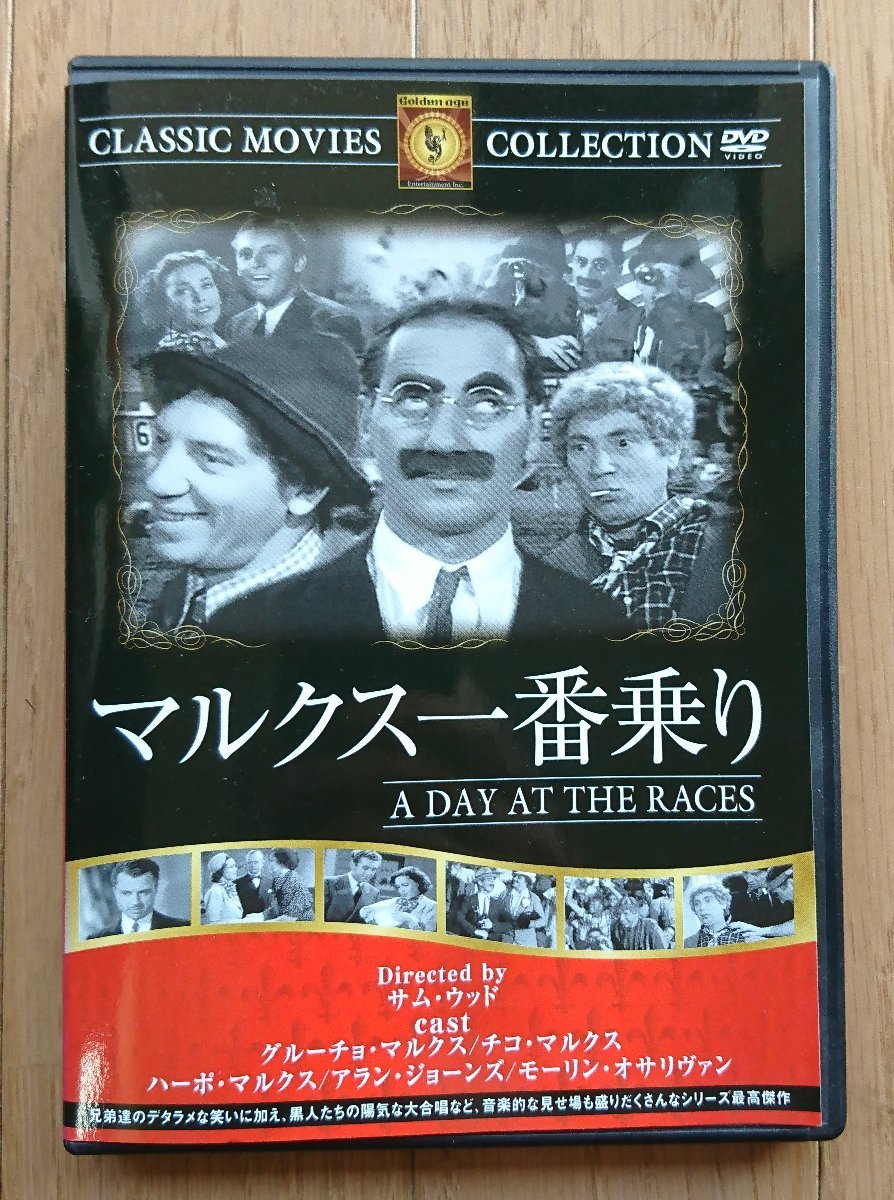 Golden age
CLASSIC MOVIES COLLECTION DVD
VIDEO
Entertainment Inc.
6
マルクス一番乗り
A DAY AT THE RACES
Directed by
サム・ウッド
cast
グルーチョ・マルクス/チコ・マルクス
ハーポ・マルクス/アラン・ジョーンズ/モーリン・オサリヴァン
兄弟達のデタラメな笑いに加え、黒人たちの陽気な大合唱など、音楽的な見せ場も盛りだくさんなシリーズ最高傑作